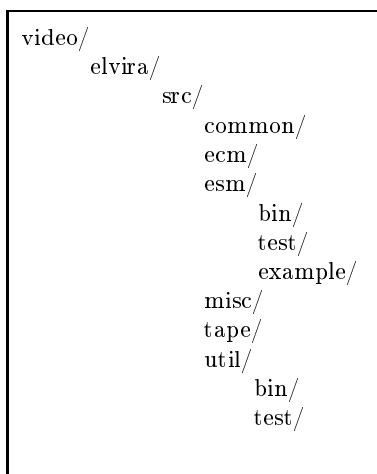 video/
elvira/
src/
common/
ecm/
esm/
bin/
test/
example/
misc/
tape/
util/
bin/
test/